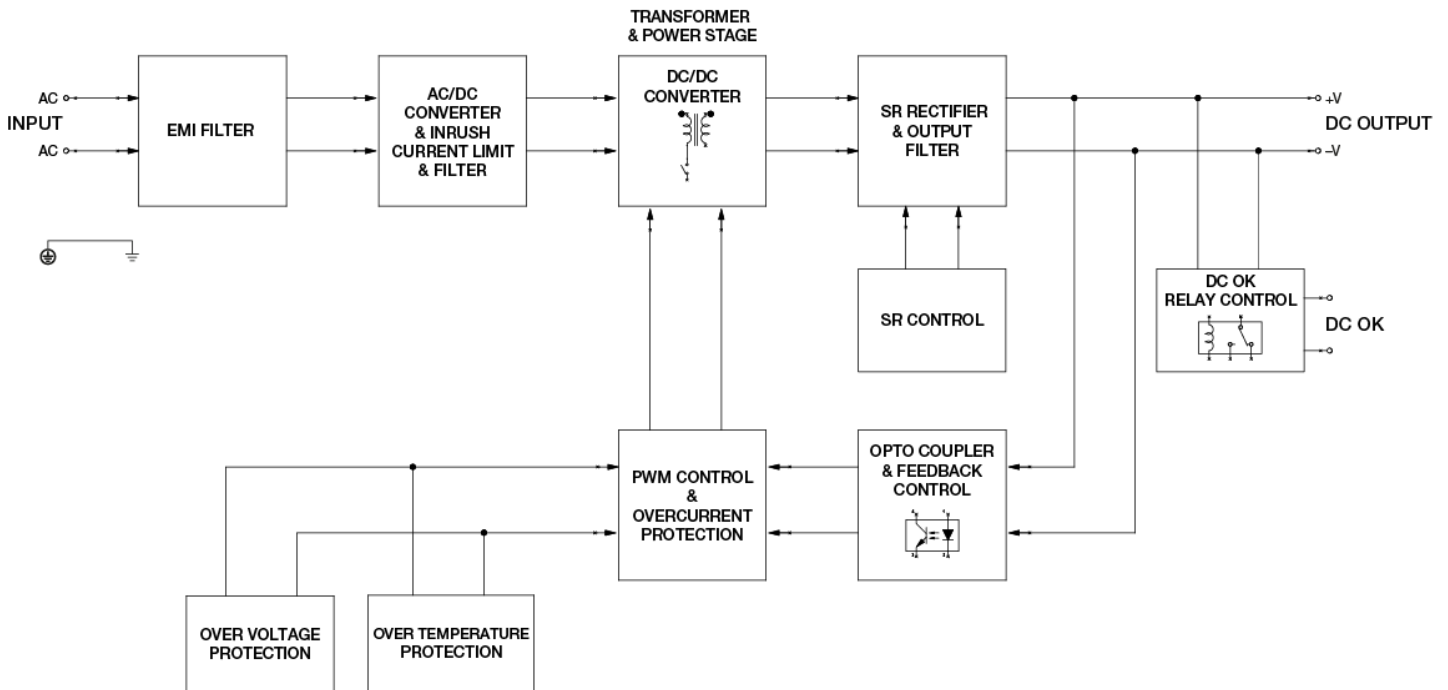 TRANSFORMER
& POWER STAGE
AC
INPUT
AC
EMI FILTER
AC/DC
CONVERTER
& INRUSH
CURRENT LIMIT
& FILTER
DC/DC
CONVERTER
SR RECTIFIER
& OUTPUT
FILTER
+V
DC OUTPUT
–V
SR CONTROL
DC OK
RELAY CONTROL
DC OK
PWM CONTROL
&
OVERCURRENT
PROTECTION
OPTO COUPLER
& FEEDBACK
CONTROL
OVER VOLTAGE
PROTECTION
OVER TEMPERATURE
PROTECTION